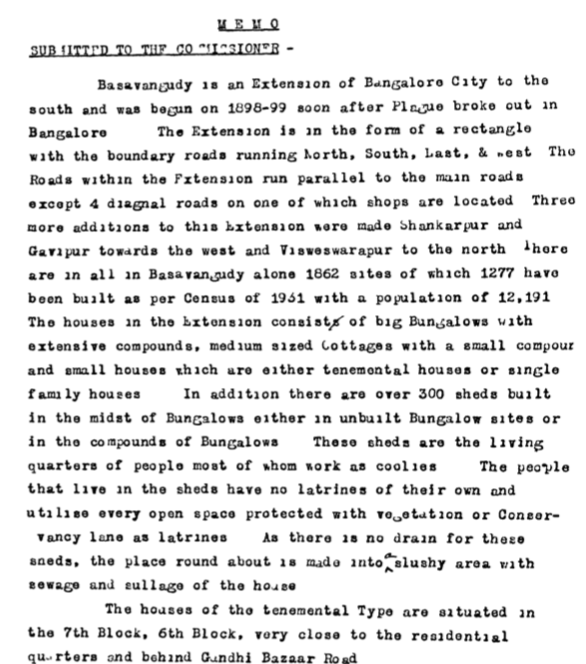 M E M O
SUBMITTED TO THE COMMISSIONER -
Basavangudy is an Extension of Bangalore City to the
south and was begun on 1898-99 soon after Plague broke out in
Bangalore The Extension is in the form of a rectangle
with the boundary roads running North, South, East, & West The
Roads within the Extension run parallel to the main roads
except 4 diagnal roads on one of which shops are located Three
more additions to this Extension were made Shankarpur and
Gavipur towards the west and Visweswarapur to the north There
are in all in Basavangudy alone 1862 sites of which 1277 have
been built as per Census of 1931 with a population of 12,191
The houses in the Extension consists of big Bungalows with
extensive compounds, medium sized Cottages with a small compour
and small houses which are either tenemental houses or single
family houses In addition there are over 300 sheds built
in the midst of Bungalows either in unbuilt Bungalow sites or
in the compounds of Bungalows These sheds are the living
quarters of people most of whom work as coolies The people
that live in the sheds have no latrines of their own and
utilise every open space protected with vegetation or Conser-
vancy lane as latrines As there is no drain for these
sheds, the place round about is made into a slushy area with
sewage and sullage of the house
The houses of the tenemental Type are situated in
the 7th Block, 6th Block, very close to the residential
quarters and behind Gandhi Bazaar Road